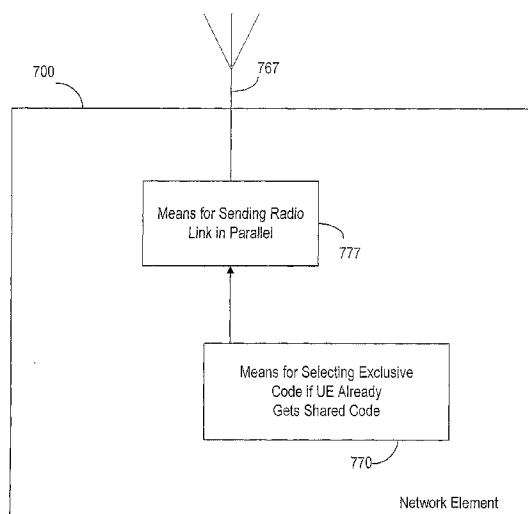 767
700
Means for Sending Radio
Link in Parallel
777
Means for Selecting Exclusive
Code if UE Already
Gets Shared Code
770
Network Element